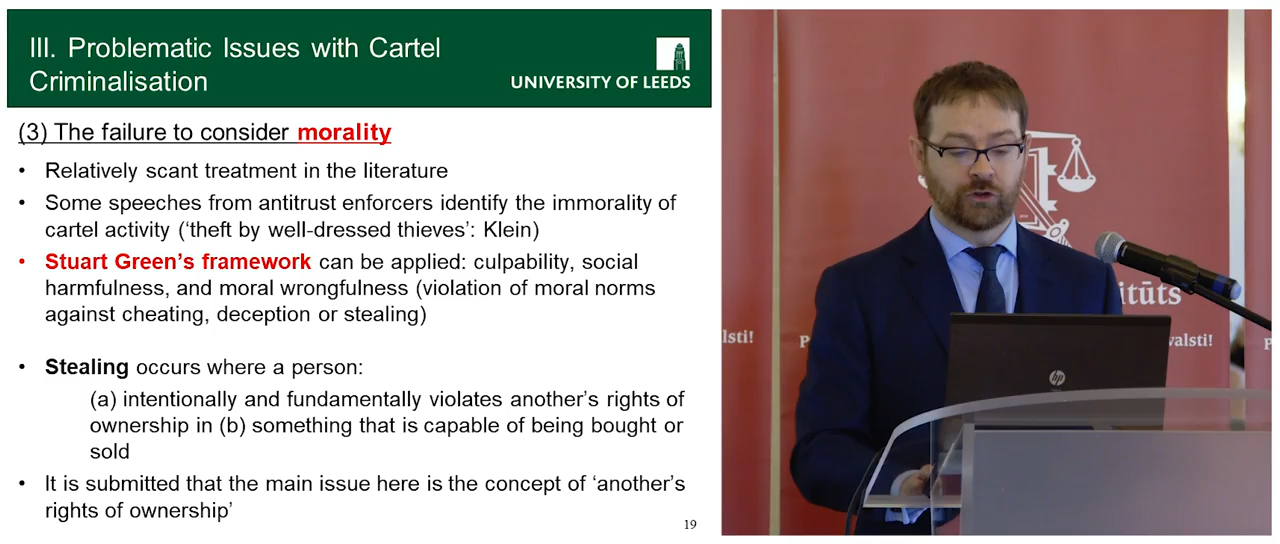 III. Problematic Issues with Cartel
Criminalisation
UNIVERSITY OF LEEDS
(3) The failure to consider morality
• Relatively scant treatment in the literature
• Some speeches from antitrust enforcers identify the immorality of
cartel activity (‘theft by well-dressed thieves’: Klein)
• Stuart Green’s framework can be applied: culpability, social
harmfulness, and moral wrongfulness (violation of moral norms
against cheating, deception or stealing)
• Stealing occurs where a person:
(a) intentionally and fundamentally violates another’s rights of
ownership in (b) something that is capable of being bought or
sold
• It is submitted that the main issue here is the concept of ‘another’s
rights of ownership’
19
itūts
lsti!
valsti!
hp